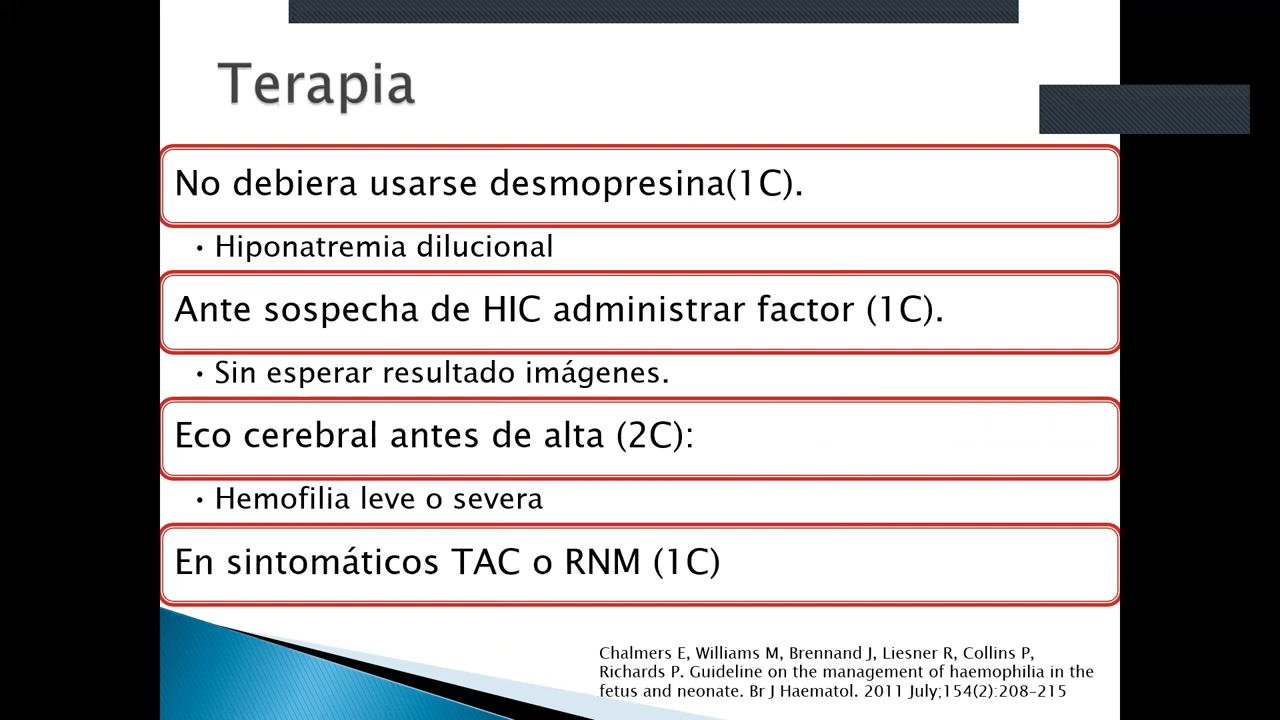 Terapia
No debiera usarse desmopresina(1C).
• Hiponatremia dilucional
Ante sospecha de HIC administrar factor (1C).
• Sin esperar resultado imágenes.
Eco cerebral antes de alta (2C):
• Hemofilia leve o severa
En sintomáticos TAC o RNM (1C)
Chalmers E, Williams M, Brennand J, Liesner R, Collins P,
Richards P. Guideline on the management of haemophilia in the
fetus and neonate. Br J Haematol. 2011 July;154(2):208-215